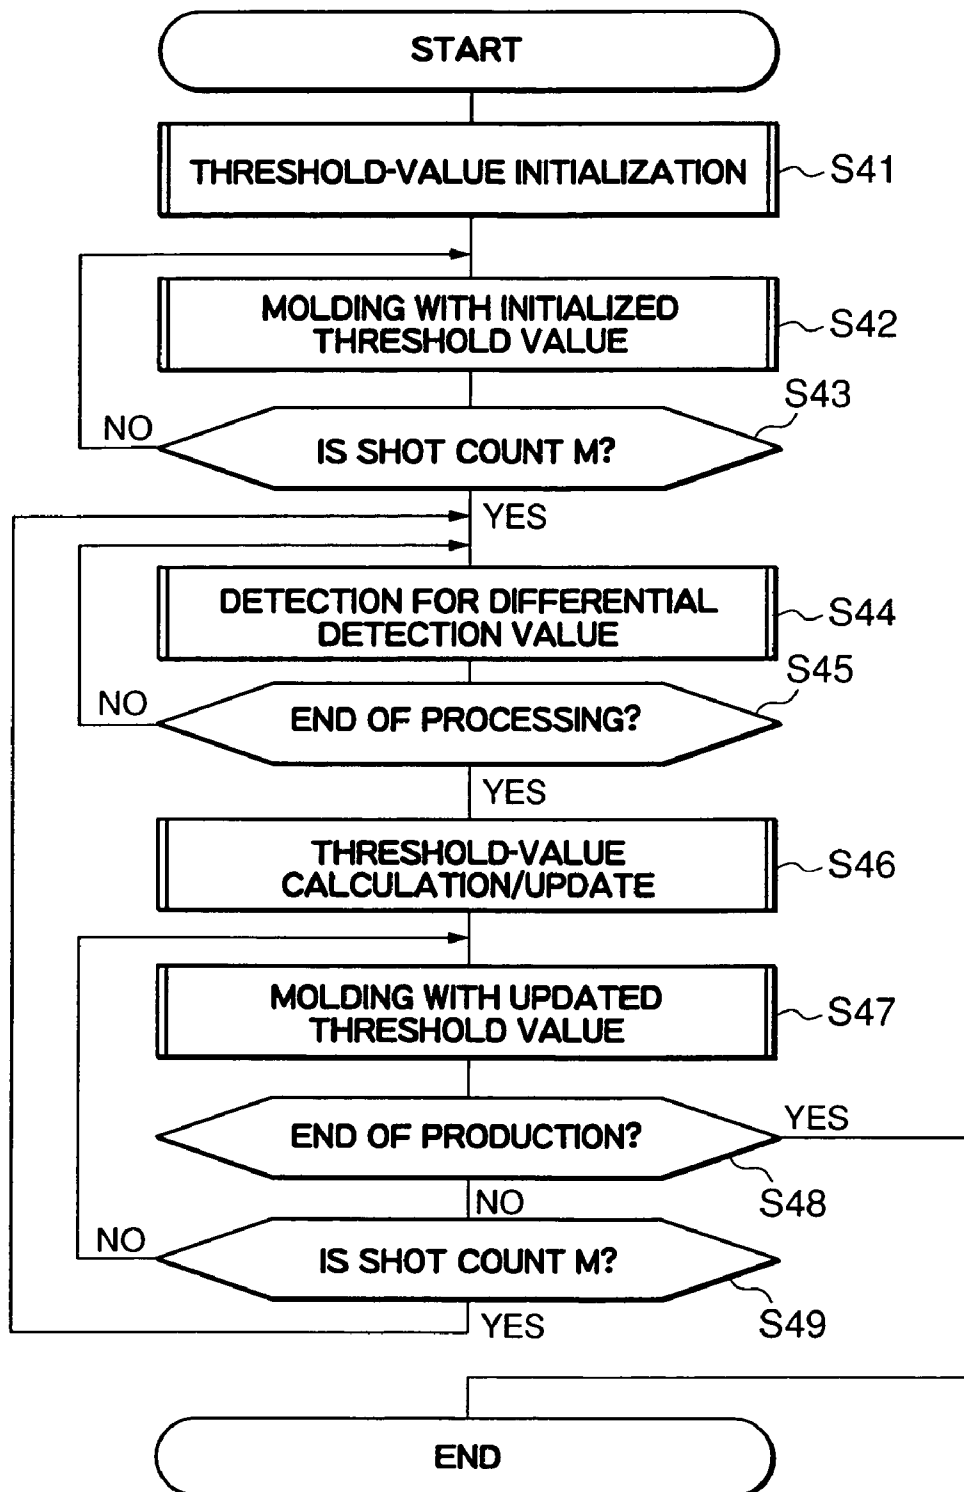 START
THRESHOLD-VALUE INITIALIZATION
S41
MOLDING WITH INITIALIZED
THRESHOLD VALUE
S42
S43
NO
IS SHOT COUNT M?
YES
DETECTION FOR DIFFERENTIAL
DETECTION VALUE
S44
S45
NO
END OF PROCESSING?
YES
THRESHOLD-VALUE
CALCULATION/UPDATE
S46
MOLDING WITH UPDATED
THRESHOLD VALUE
S47
YES
END OF PRODUCTION?
S48
NO
NO
IS SHOT COUNT M?
S49
YES
END